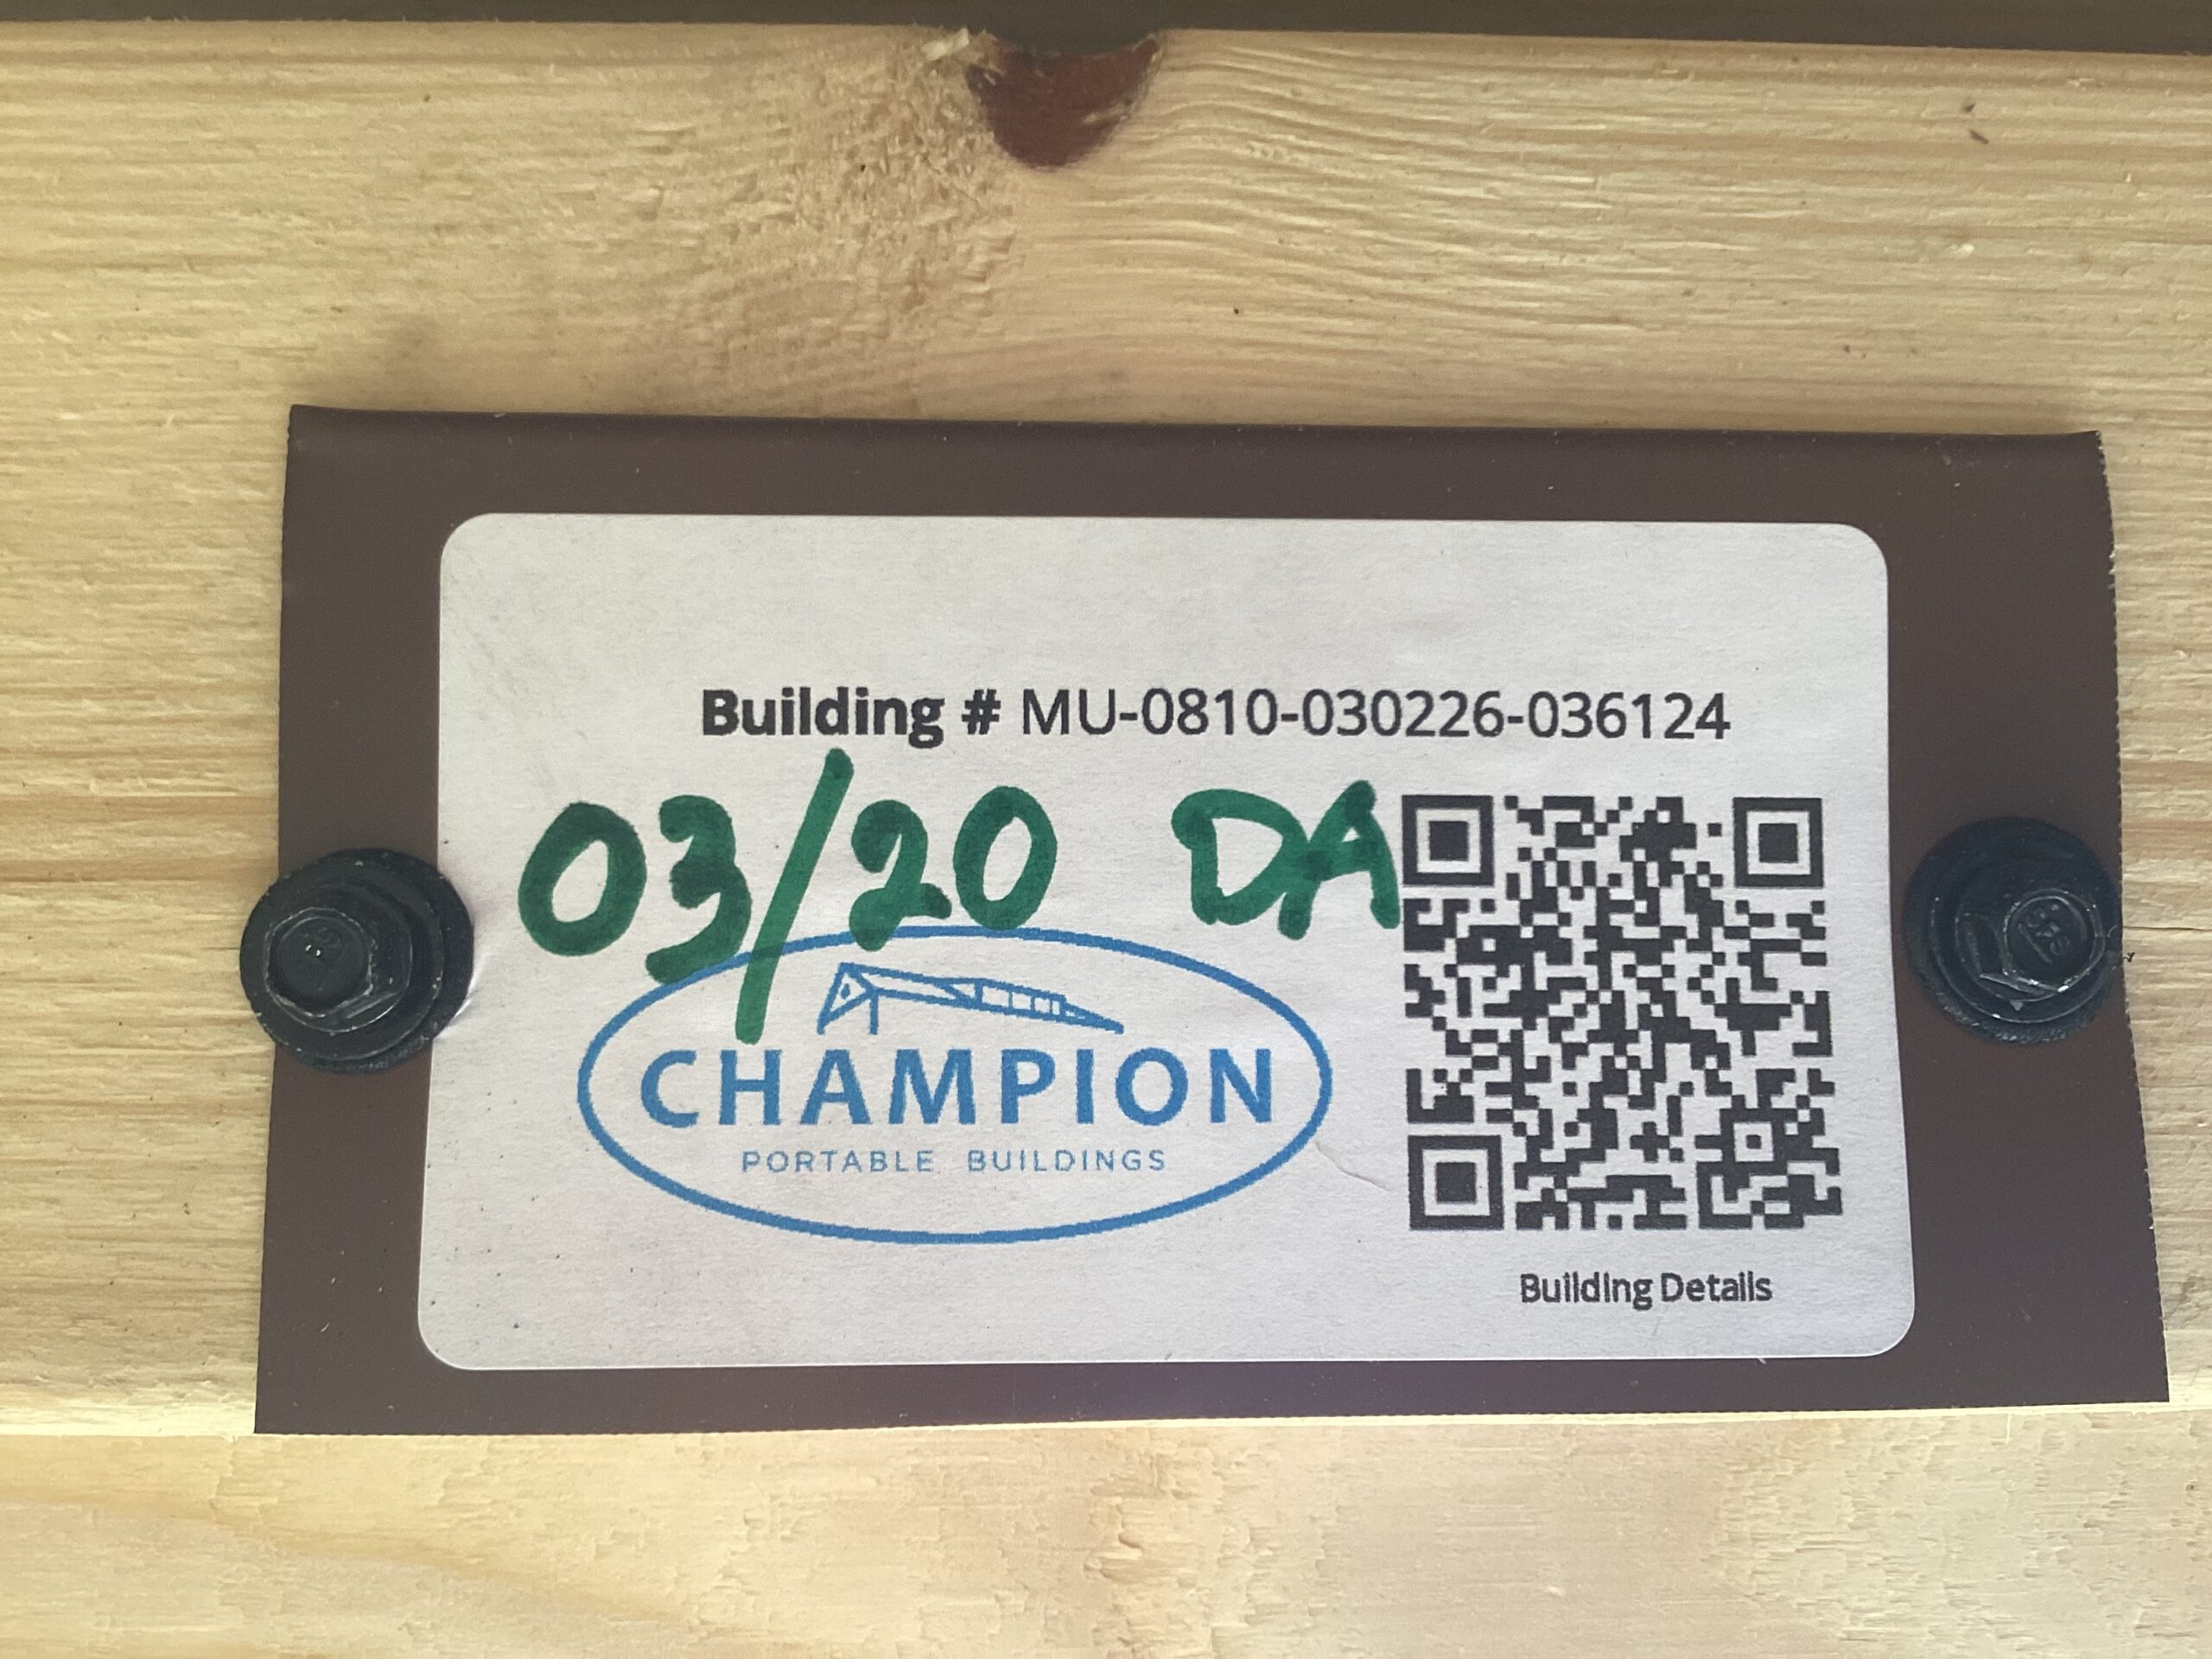 Building # MU-0810-030226-036124
03/20 DA
CHAMPION
PORTABLE BUILDINGS
Building Details